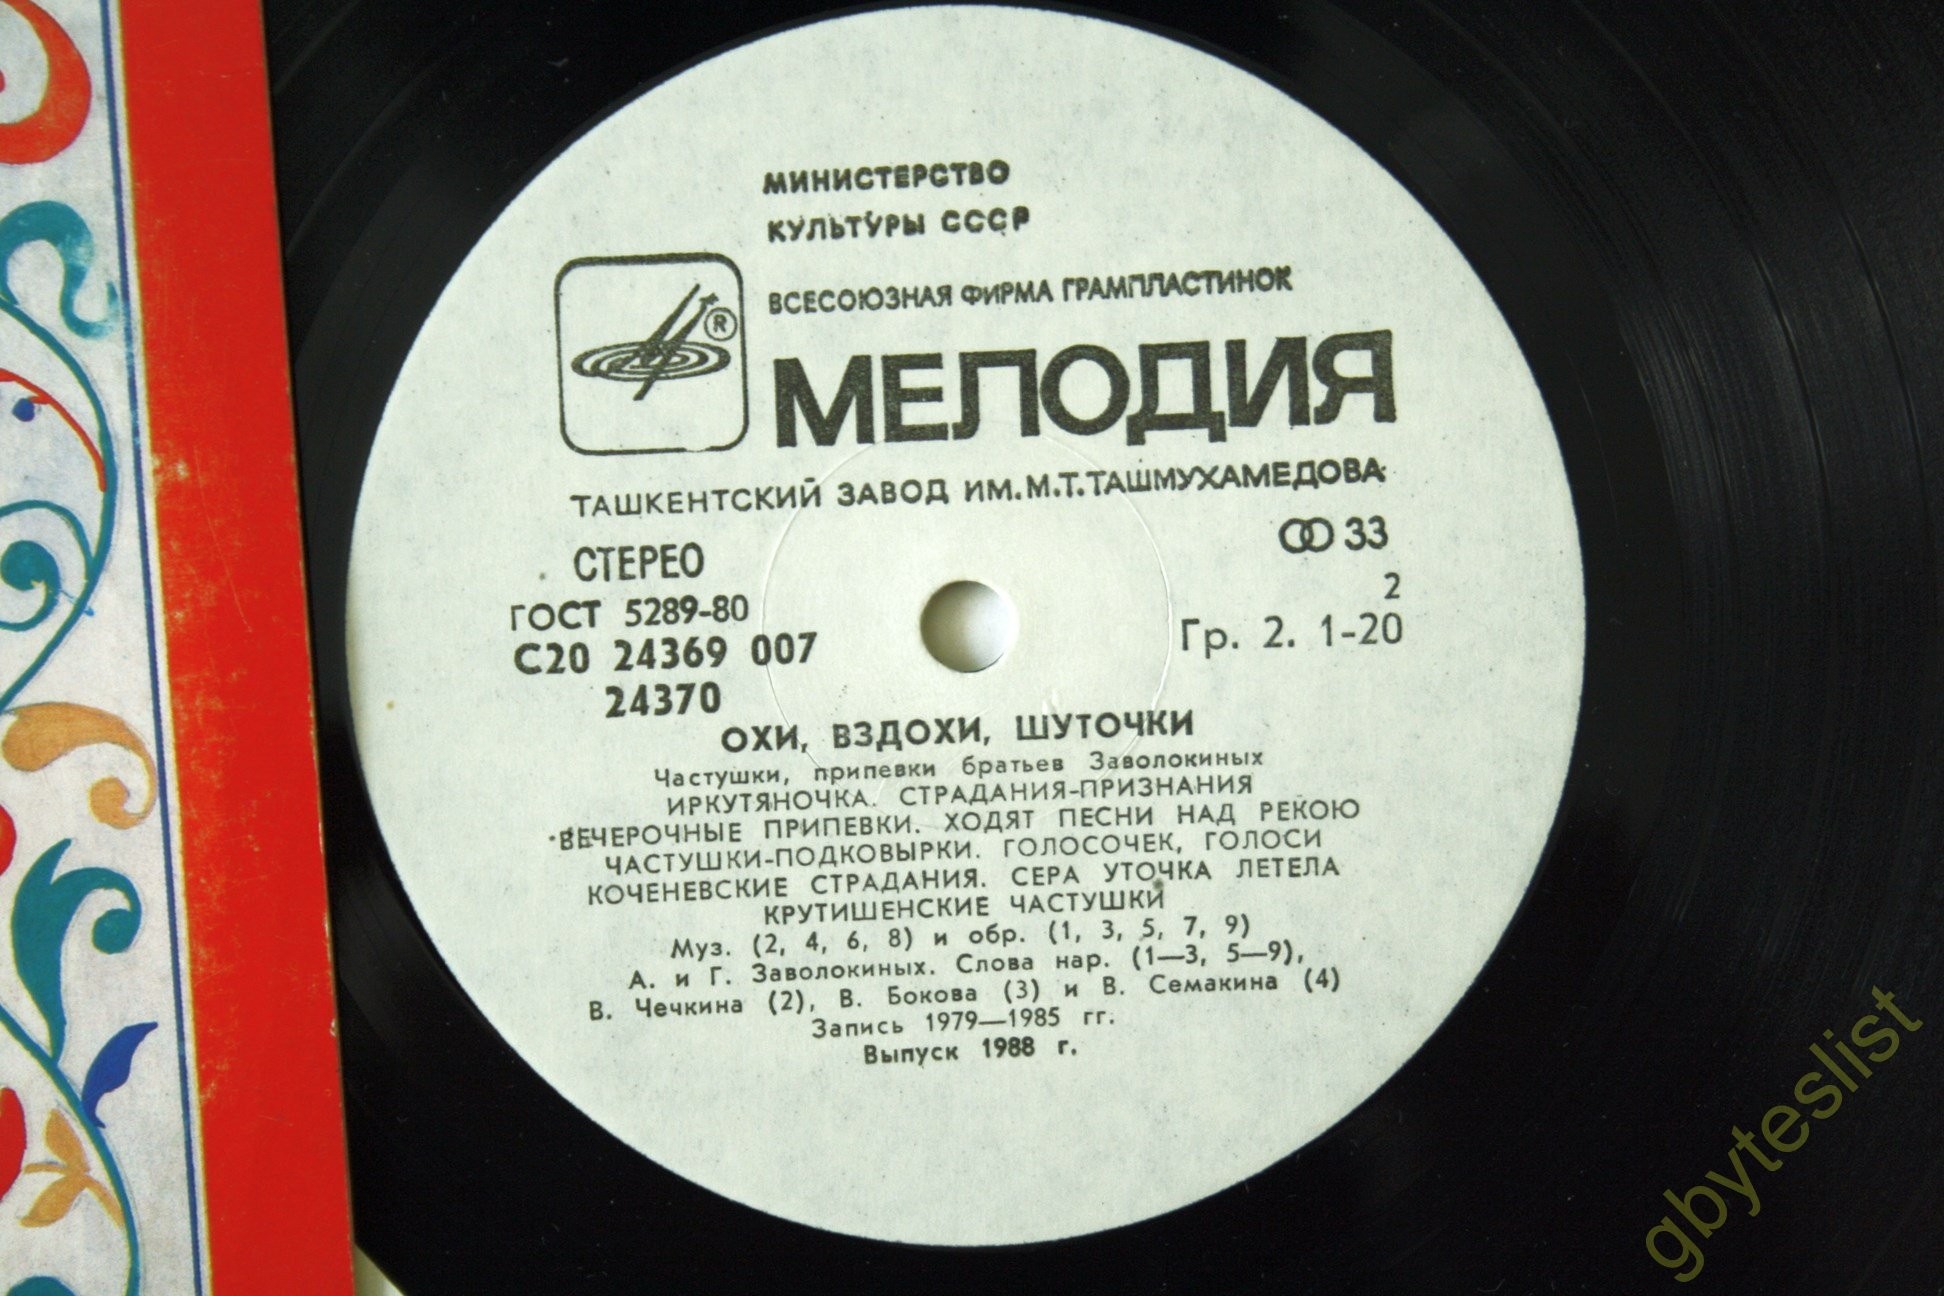 МИНИСТЕРСТВО
КУЛЬТУРЫ СССР
ВСЕСОЮЗНАЯ ФИРМА ГРАМПЛАСТИНОК
®
МЕЛОДИЯ
ТАШКЕНТСКИЙ ЗАВОД ИМ. М.Т. ТАШМУХАМЕДОВА
СТЕРЕО
33
ГОСТ 5289-80
2
С20 24369 007
Гр. 2. 1-20
24370
ОХИ, ВЗДОХИ, ШУТОЧКИ
Частушки, припевки братьев Заволокиных
ИРКУТЯНОЧКА. СТРАДАНИЯ-ПРИЗНАНИЯ
ВЕЧЕРОЧНЫЕ ПРИПЕВКИ. ХОДЯТ ПЕСНИ НАД РЕКОЮ
ЧАСТУШКИ-ПОДКОВЫРКИ. ГОЛОСОЧЕК, ГОЛОСИ
КОЧЕНЕВСКИЕ СТРАДАНИЯ. СЕРА УТОЧКА ЛЕТЕЛА
КРУТИШЕНСКИЕ ЧАСТУШКИ
Муз. (2, 4, 6, 8) и обр. (1, 3, 5, 7, 9)
А. и Г. Заволокиных. Слова нар. (1—3, 5—9),
В. Чечкина (2), В. Бокова (3) и В. Семакина (4)
Запись 1979—1985 гг.
Выпуск 1988 г.
gbyteslist